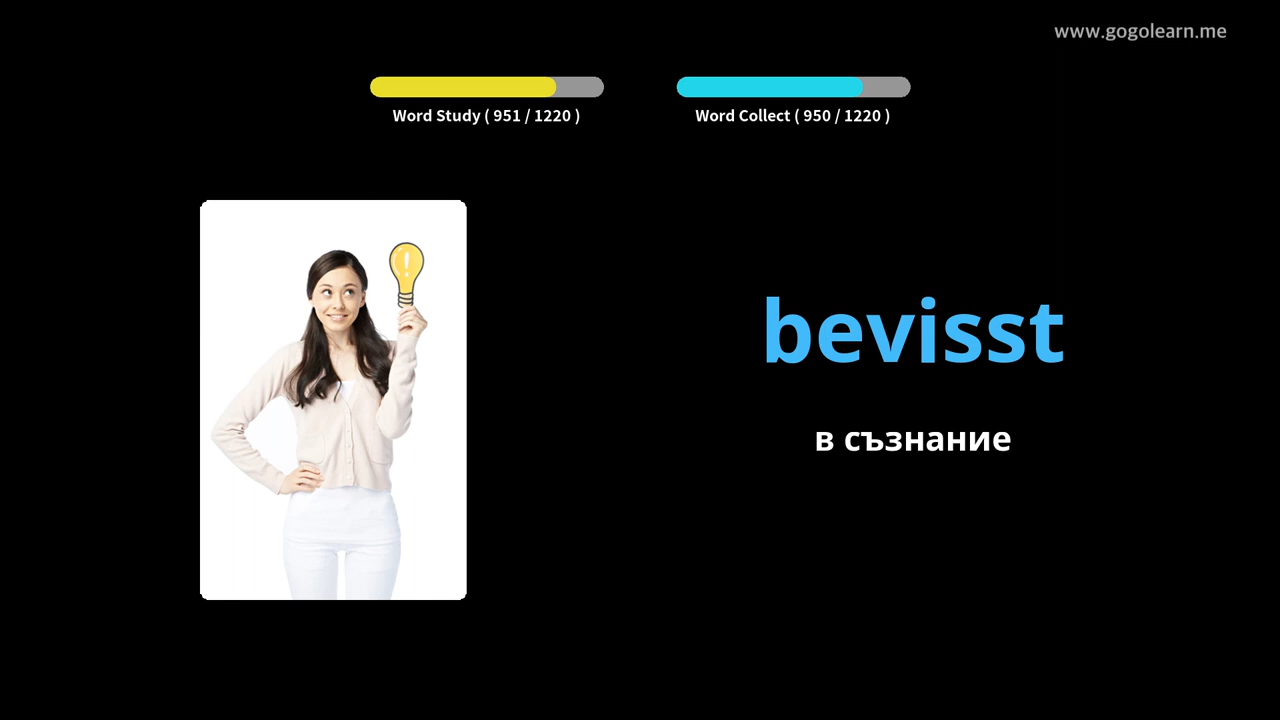 www.gogolearn.me
Word Study ( 951 / 1220 )
Word Collect ( 950 / 1220 )
bevisst
в съзнание